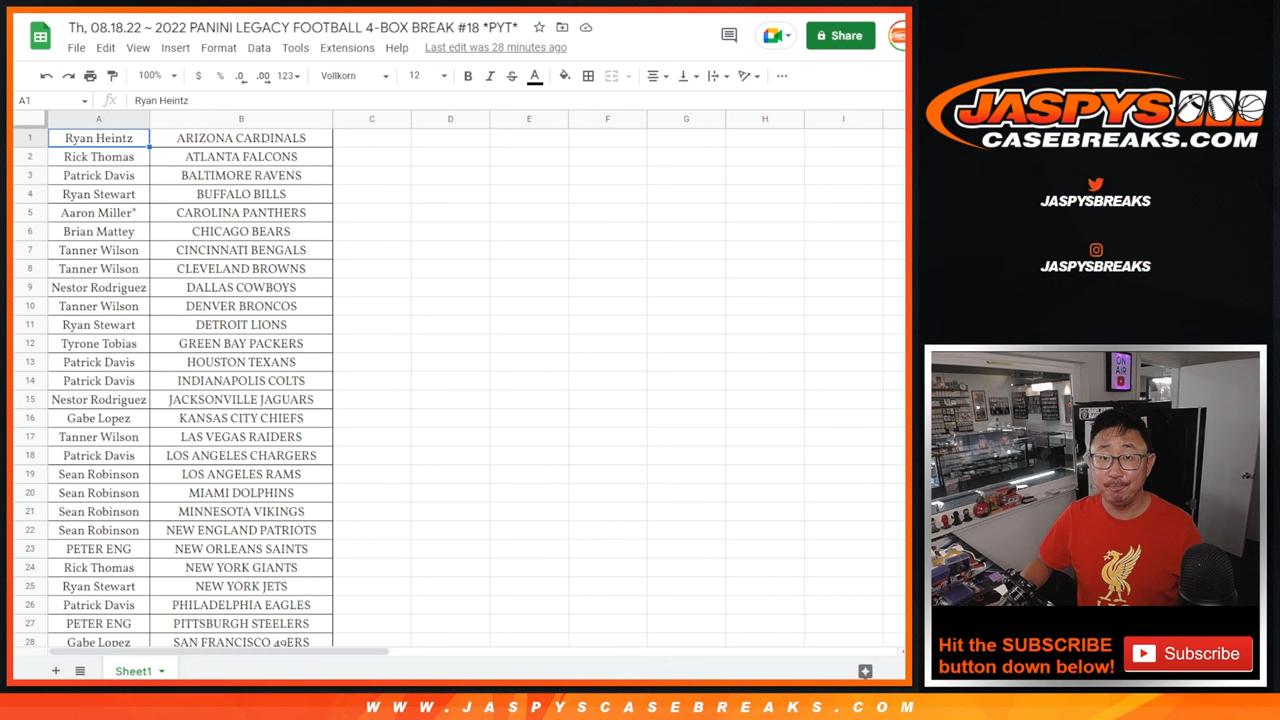 Th, 08.18.22 ~ 2022 PANINI LEGACY FOOTBALL 4-BOX BREAK #18 *PYT*
File Edit View Insert Format Data Tools Extensions Help Last edit was 28 minutes ago
Share
100% $ % .0 .00 123 Vollkorn 12 B I S A
A1 fx Ryan Heintz
A B C D E F G H I
1 Ryan Heintz ARIZONA CARDINALS
2 Rick Thomas ATLANTA FALCONS
3 Patrick Davis BALTIMORE RAVENS
4 Ryan Stewart BUFFALO BILLS
5 Aaron Miller* CAROLINA PANTHERS
6 Brian Mattey CHICAGO BEARS
7 Tanner Wilson CINCINNATI BENGALS
8 Tanner Wilson CLEVELAND BROWNS
9 Nestor Rodriguez DALLAS COWBOYS
10 Tanner Wilson DENVER BRONCOS
11 Ryan Stewart DETROIT LIONS
12 Tyrone Tobias GREEN BAY PACKERS
13 Patrick Davis HOUSTON TEXANS
14 Patrick Davis INDIANAPOLIS COLTS
15 Nestor Rodriguez JACKSONVILLE JAGUARS
16 Gabe Lopez KANSAS CITY CHIEFS
17 Tanner Wilson LAS VEGAS RAIDERS
18 Patrick Davis LOS ANGELES CHARGERS
19 Sean Robinson LOS ANGELES RAMS
20 Sean Robinson MIAMI DOLPHINS
21 Sean Robinson MINNESOTA VIKINGS
22 Sean Robinson NEW ENGLAND PATRIOTS
23 PETER ENG NEW ORLEANS SAINTS
24 Rick Thomas NEW YORK GIANTS
25 Ryan Stewart NEW YORK JETS
26 Patrick Davis PHILADELPHIA EAGLES
27 PETER ENG PITTSBURGH STEELERS
28 Gabe Lopez SAN FRANCISCO 49ERS
Sheet1
JASPYS
CASEBREAKS.COM
JASPYSBREAKS
JASPYSBREAKS
ON
AIR
Hit the SUBSCRIBE
button down below!
Subscribe
WWW.JASPYSCASEBREAKS.COM